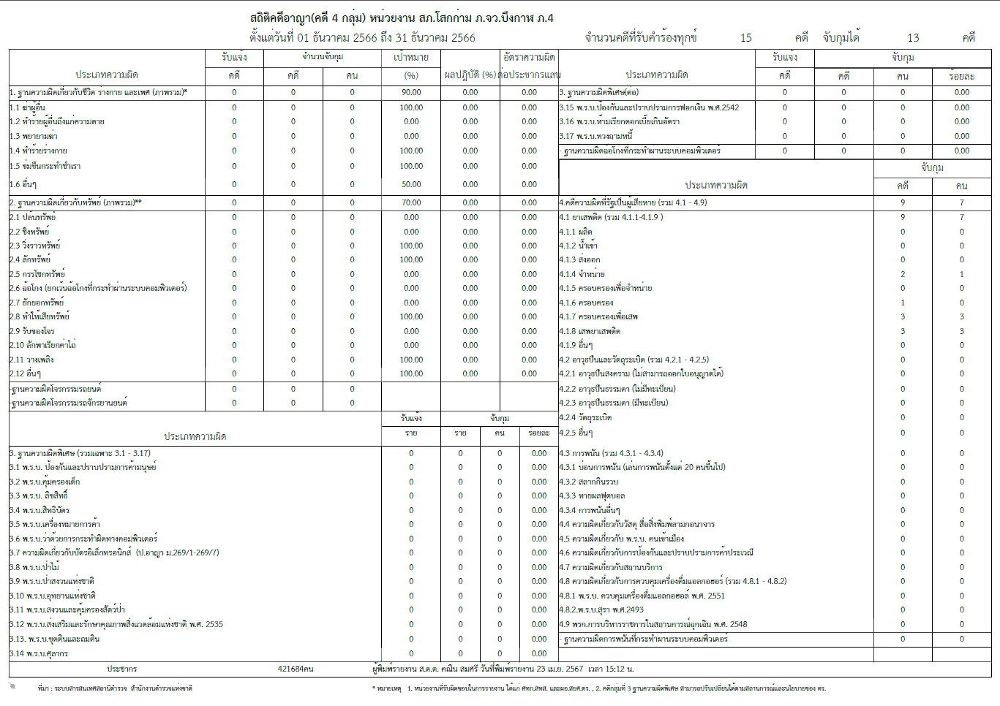 สถิติคดีอาญา(คดี 4 กลุ่ม) หน่วยงาน สภ.โสกก่าม ภ.จว.บึงกาฬ ภ.4
ตั้งแต่วันที่ 01 ธันวาคม 2566 ถึง 31 ธันวาคม 2566 จำนวนคดีที่รับคำร้องทุกข์ 15 คดี จับกุมได้ 13 คดี
ประเภทความผิด รับแจ้ง จำนวนจับกุม เป้าหมาย (%) ผลปฏิบัติ (%) อัตราความผิด ต่อประชากรแสน
คดี คดี คน
1. ฐานความผิดเกี่ยวกับชีวิต ร่างกาย และเพศ (ภาพรวม)* 0 0 0 90.00 0.00 0.00
1.1 ฆ่าผู้อื่น 0 0 0 100.00 0.00 0.00
1.2 ทำร้ายผู้อื่นถึงแก่ความตาย 0 0 0 0.00 0.00 0.00
1.3 พยายามฆ่า 0 0 0 0.00 0.00 0.00
1.4 ทำร้ายร่างกาย 0 0 0 100.00 0.00 0.00
1.5 ข่มขืนกระทำชำเรา 0 0 0 100.00 0.00 0.00
1.6 อื่นๆ 0 0 0 50.00 0.00 0.00
2. ฐานความผิดเกี่ยวกับทรัพย์ (ภาพรวม)** 0 0 0 70.00 0.00 0.00
2.1 ปล้นทรัพย์ 0 0 0 0.00 0.00 0.00
2.2 ชิงทรัพย์ 0 0 0 0.00 0.00 0.00
2.3 วิ่งราวทรัพย์ 0 0 0 100.00 0.00 0.00
2.4 ลักทรัพย์ 0 0 0 100.00 0.00 0.00
2.5 กรรโชกทรัพย์ 0 0 0 0.00 0.00 0.00
2.6 ฉ้อโกง (ยกเว้นฉ้อโกงที่กระทำผ่านระบบคอมพิวเตอร์) 0 0 0 0.00 0.00 0.00
2.7 ยักยอกทรัพย์ 0 0 0 0.00 0.00 0.00
2.8 ทำให้เสียทรัพย์ 0 0 0 100.00 0.00 0.00
2.9 รับของโจร 0 0 0 0.00 0.00 0.00
2.10 ลักพาเรียกค่าไถ่ 0 0 0 0.00 0.00 0.00
2.11 วางเพลิง 0 0 0 100.00 0.00 0.00
2.12 อื่นๆ 0 0 0 100.00 0.00 0.00
-ฐานความผิดโจรกรรมรถยนต์ 0 0 0
-ฐานความผิดโจรกรรมรถจักรยานยนต์ 0 0 0
ประเภทความผิด รับแจ้ง จับกุม
ราย ราย คน ร้อยละ
3. ฐานความผิดพิเศษ (รวมเฉพาะ 3.1 - 3.17) 0 0 0 0.00
3.1 พ.ร.บ. ป้องกันและปราบปรามการค้ามนุษย์ 0 0 0 0.00
3.2 พ.ร.บ.คุ้มครองเด็ก 0 0 0 0.00
3.3 พ.ร.บ. ลิขสิทธิ์ 0 0 0 0.00
3.4 พ.ร.บ.สิทธิบัตร 0 0 0 0.00
3.5 พ.ร.บ.เครื่องหมายการค้า 0 0 0 0.00
3.6 พ.ร.บ.ว่าด้วยการกระทำผิดทางคอมพิวเตอร์ 0 0 0 0.00
3.7 ความผิดเกี่ยวกับบัตรอิเล็กทรอนิกส์ (ป.อาญา ม.269/1-269/7) 0 0 0 0.00
3.8 พ.ร.บ.ป่าไม้ 0 0 0 0.00
3.9 พ.ร.บ.ป่าสงวนแห่งชาติ 0 0 0 0.00
3.10 พ.ร.บ.อุทยานแห่งชาติ 0 0 0 0.00
3.11 พ.ร.บ.สงวนและคุ้มครองสัตว์ป่า 0 0 0 0.00
3.12 พ.ร.บ.ส่งเสริมและรักษาคุณภาพสิ่งแวดล้อมแห่งชาติ พ.ศ. 2535 0 0 0 0.00
3.13. พ.ร.บ.ขุดดินและถมดิน 0 0 0 0.00
3.14 พ.ร.บ.ศุลากร 0 0 0 0.00
ประเภทความผิด รับแจ้ง จับกุม
คดี คดี คน ร้อยละ
3. ฐานความผิดพิเศษ(ต่อ) 0 0 0 0.00
3.15 พ.ร.บ.ป้องกันและปราบปรามการฟอกเงิน พ.ศ.2542 0 0 0 0.00
3.16 พ.ร.บ.ห้ามเรียกดอกเบี้ยเกินอัตรา 0 0 0 0.00
3.17 พ.ร.บ.ทวงถามหนี้ 0 0 0 0.00
- ฐานความผิดฉ้อโกงที่กระทำผ่านระบบคอมพิวเตอร์ 0 0 0 0.00
ประเภทความผิด จับกุม
คดี คน
4.คดีความผิดที่รัฐเป็นผู้เสียหาย (รวม 4.1 - 4.9) 9 7
4.1 ยาเสพติด (รวม 4.1.1-4.1.9 ) 9 7
4.1.1 ผลิต 0 0
4.1.2 นำเข้า 0 0
4.1.3 ส่งออก 0 0
4.1.4 จำหน่าย 2 1
4.1.5 ครอบครองเพื่อจำหน่าย 0 0
4.1.6 ครอบครอง 1 0
4.1.7 ครอบครองเพื่อเสพ 3 3
4.1.8 เสพยาเสพติด 3 3
4.1.9 อื่นๆ 0 0
4.2 อาวุธปืนและวัตถุระเบิด (รวม 4.2.1 - 4.2.5) 0 0
4.2.1 อาวุธปืนสงคราม (ไม่สามารถออกใบอนุญาตได้) 0 0
4.2.2 อาวุธปืนธรรมดา (ไม่มีทะเบียน) 0 0
4.2.3 อาวุธปืนธรรมดา (มีทะเบียน) 0 0
4.2.4 วัตถุระเบิด 0 0
4.2.5 อื่นๆ 0 0
4.3 การพนัน (รวม 4.3.1 - 4.3.4) 0 0
4.3.1 บ่อนการพนัน (เล่นการพนันตั้งแต่ 20 คนขึ้นไป) 0 0
4.3.2 สลากกินรวบ 0 0
4.3.3 ทายผลฟุตบอล 0 0
4.3.4 การพนันอื่นๆ 0 0
4.4 ความผิดเกี่ยวกับวัสดุ สื่อสิ่งพิมพ์ลามกอนาจาร 0 0
4.5 ความผิดเกี่ยวกับ พ.ร.บ. คนเข้าเมือง 0 0
4.6 ความผิดเกี่ยวกับการป้องกันและปราบปรามการค้าประเวณี 0 0
4.7 ความผิดเกี่ยวกับสถานบริการ 0 0
4.8 ความผิดเกี่ยวกับการควบคุมเครื่องดื่มแอลกอฮอร์ (รวม 4.8.1 - 4.8.2) 0 0
4.8.1 พ.ร.บ. ควบคุมเครื่องดื่มแอลกอฮอล์ พ.ศ. 2551 0 0
4.8.2.พ.ร.บ.สุรา พ.ศ.2493 0 0
4.9 พรก.การบริหารราชการในสถานการณ์ฉุกเฉิน พ.ศ. 2548 0 0
- ฐานความผิดการพนันที่กระทำผ่านระบบคอมพิวเตอร์ 0 0
ประชากร 421684คน ผู้พิมพ์รายงาน ส.ต.ต. คณิน สมศรี วันที่พิมพ์รายงาน 23 เม.ย. 2567 เวลา 15:12 น.
ที่มา : ระบบสารสนเทศสถานีตำรวจ สำนักงานตำรวจแห่งชาติ * หมายเหตุ 1. หน่วยงานที่รับผิดชอบในการรายงาน ได้แก่ ศทก.สทส. และผอ.สยศ.ตร. , 2. คดีกลุ่มที่ 3 ฐานความผิดพิเศษ สามารถปรับเปลี่ยนได้ตามสถานการณ์และนโยบายของ ตร.